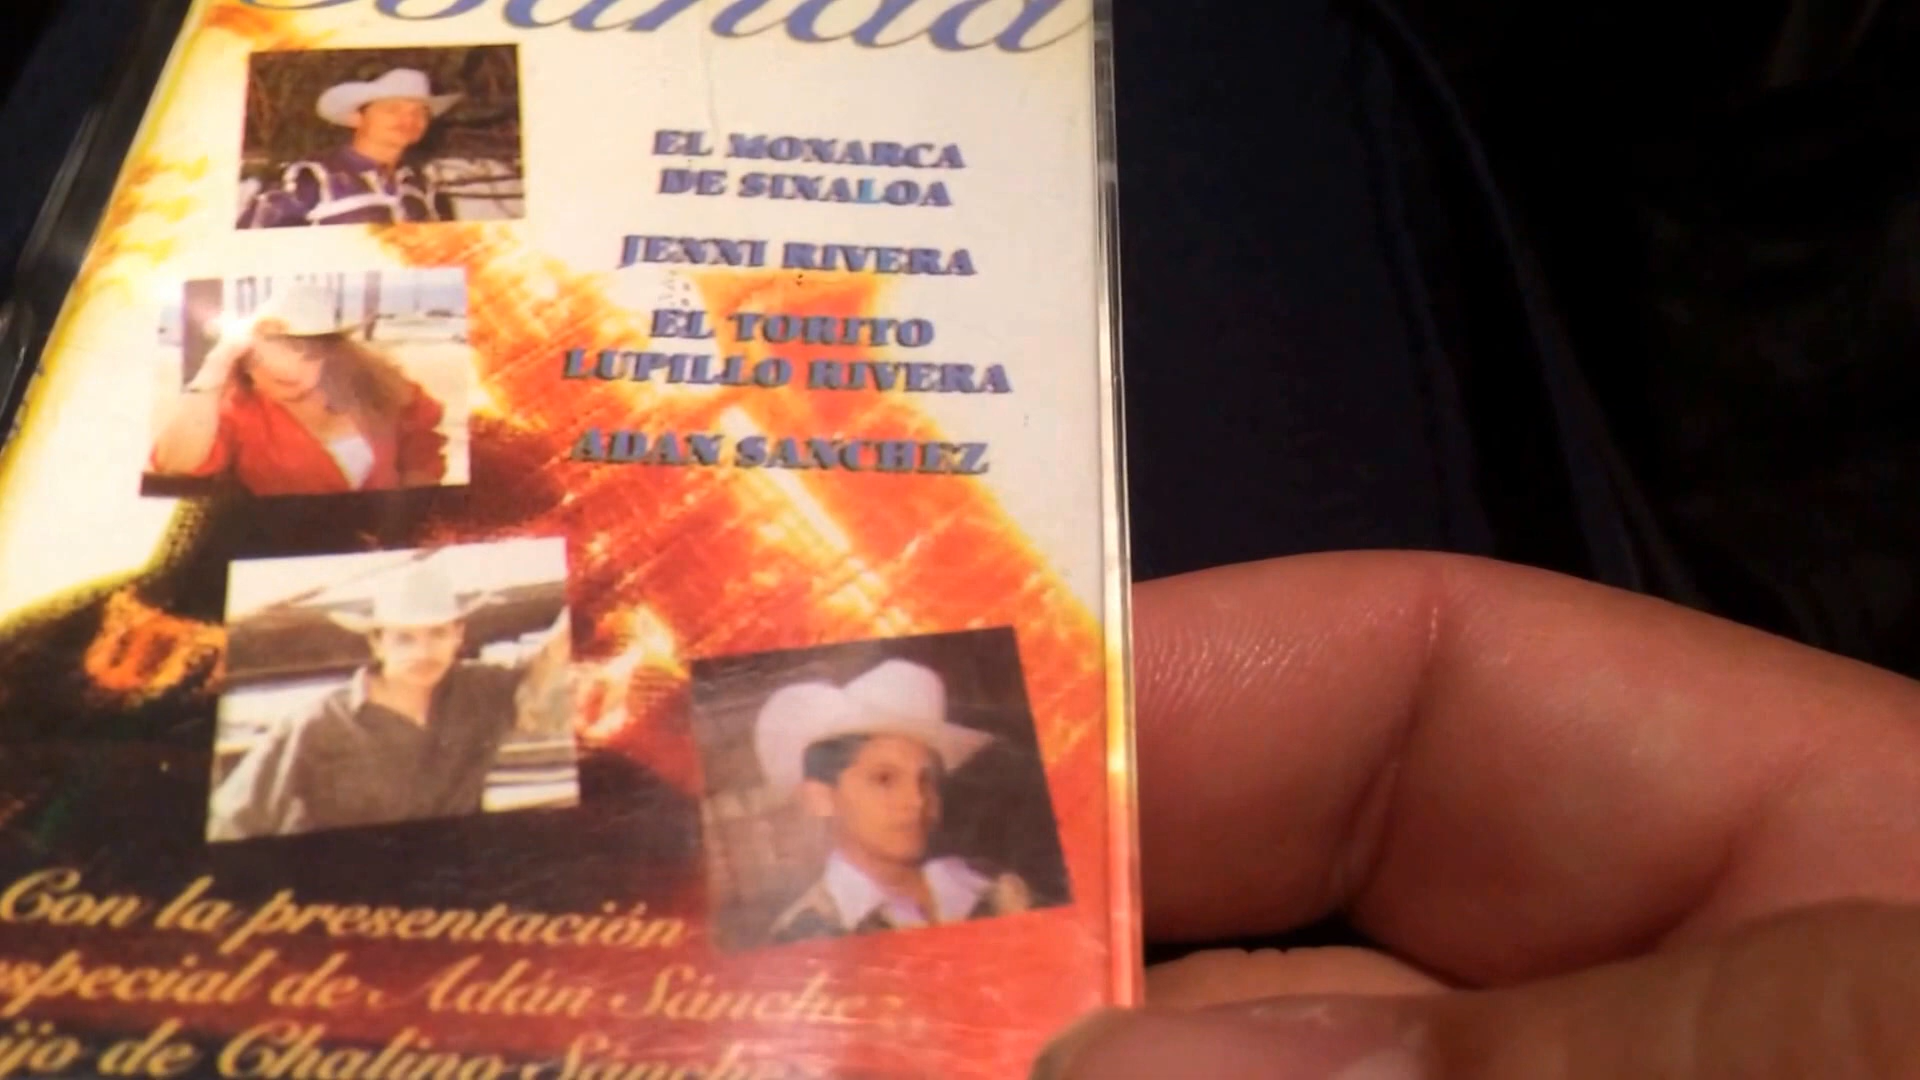 Banda
EL MONARCA
DE SINALOA
JENNI RIVERA
EL TORITO
LUPILLO RIVERA
ADAN SANCHEZ
Con la presentación
especial de Adán Sánchez
hijo de Chalino Sánchez